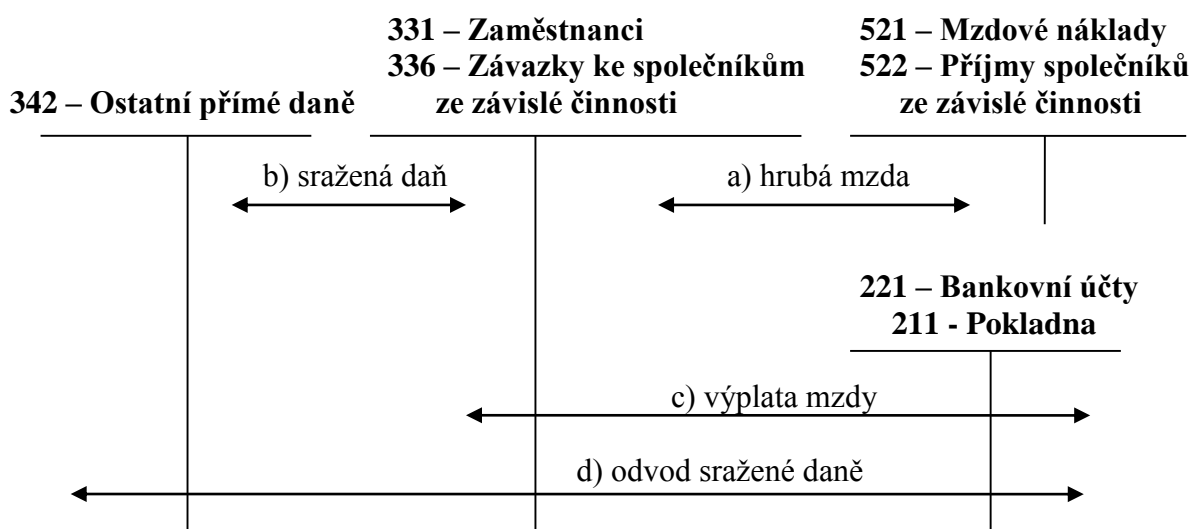 331 – Zaměstnanci
336 – Závazky ke společníkům
ze závislé činnosti
521 – Mzdové náklady
522 – Příjmy společníků
ze závislé činnosti
342 – Ostatní přímé daně
b) sražená daň
a) hrubá mzda
221 – Bankovní účty
211 - Pokladna
c) výplata mzdy
d) odvod sražené daně